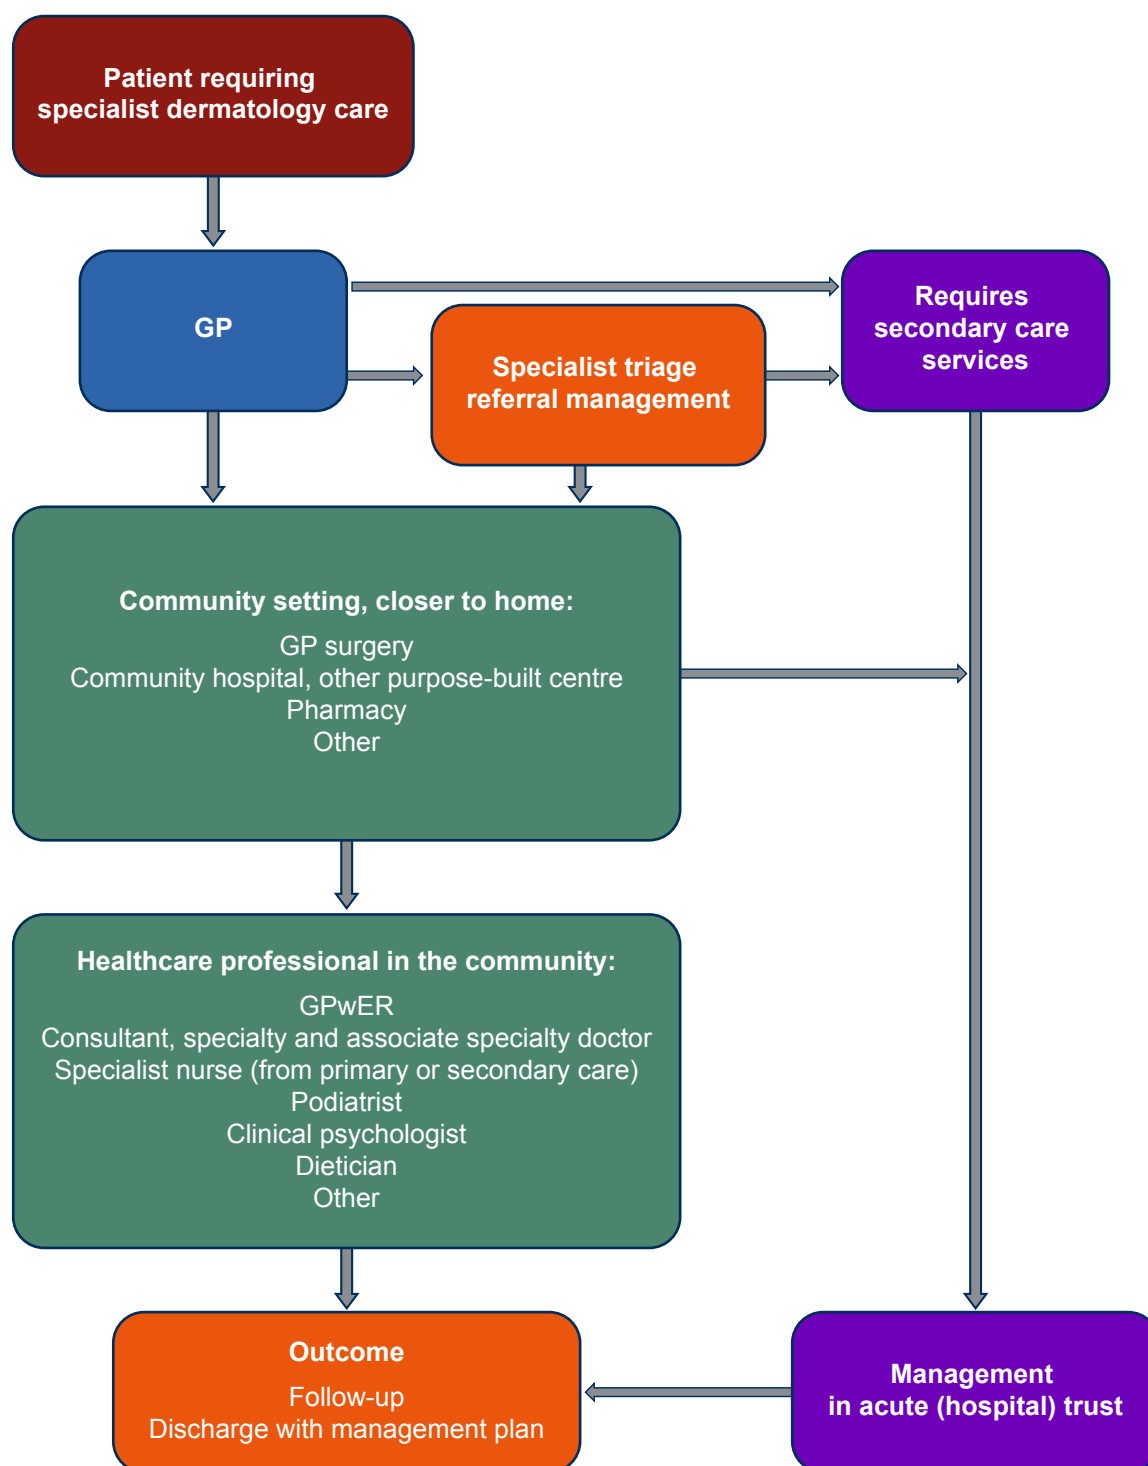 Patient requiring
specialist dermatology care
GP
Requires
secondary care
services
Specialist triage
referral management
Community setting, closer to home:
GP surgery
Community hospital, other purpose-built centre
Pharmacy
Other
Healthcare professional in the community:
GPwER
Consultant, specialty and associate specialty doctor
Specialist nurse (from primary or secondary care)
Podiatrist
Clinical psychologist
Dietician
Other
Outcome
Follow-up
Discharge with management plan
Management
in acute (hospital) trust